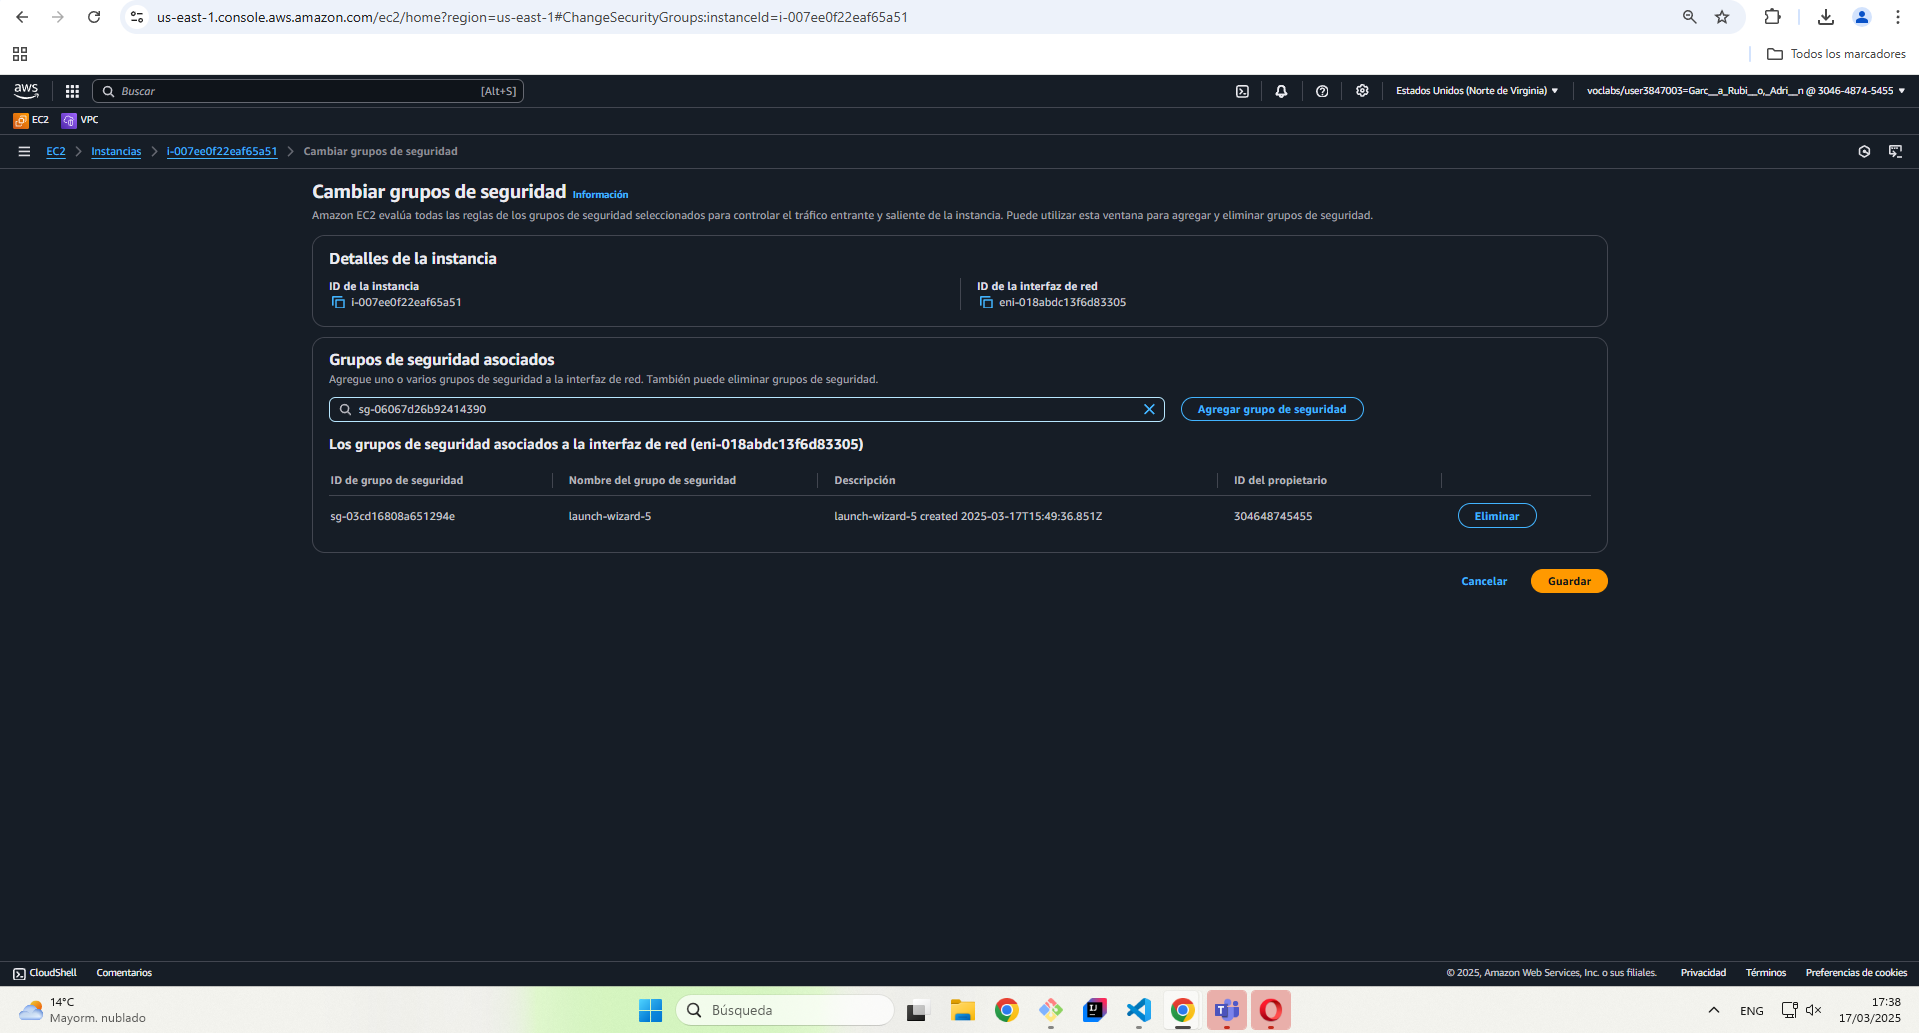 us-east-1.console.aws.amazon.com/ec2/home?region=us-east-1#ChangeSecurityGroups:instanceId=i-007ee0f22eaf65a51
Todos los marcadores
aws
Buscar
[Alt+S]
Estados Unidos (Norte de Virginia)
voclabs/user3847003=Garc__a_Rubi__o,_Adri__n @ 3046-4874-5455
EC2
VPC
EC2
Instancias
i-007ee0f22eaf65a51
Cambiar grupos de seguridad
Cambiar grupos de seguridad Información
Amazon EC2 evalúa todas las reglas de los grupos de seguridad seleccionados para controlar el tráfico entrante y saliente de la instancia. Puede utilizar esta ventana para agregar y eliminar grupos de seguridad.
Detalles de la instancia
ID de la instancia
i-007ee0f22eaf65a51
ID de la interfaz de red
eni-018abdc13f6d83305
Grupos de seguridad asociados
Agregue uno o varios grupos de seguridad a la interfaz de red. También puede eliminar grupos de seguridad.
sg-06067d26b92414390
Agregar grupo de seguridad
Los grupos de seguridad asociados a la interfaz de red (eni-018abdc13f6d83305)
ID de grupo de seguridad
Nombre del grupo de seguridad
Descripción
ID del propietario
sg-03cd16808a651294e
launch-wizard-5
launch-wizard-5 created 2025-03-17T15:49:36.851Z
304648745455
Eliminar
Cancelar
Guardar
CloudShell
Comentarios
© 2025, Amazon Web Services, Inc. o sus filiales.
Privacidad
Términos
Preferencias de cookies
14°C
Mayorm. nublado
Búsqueda
ENG
17:38
17/03/2025